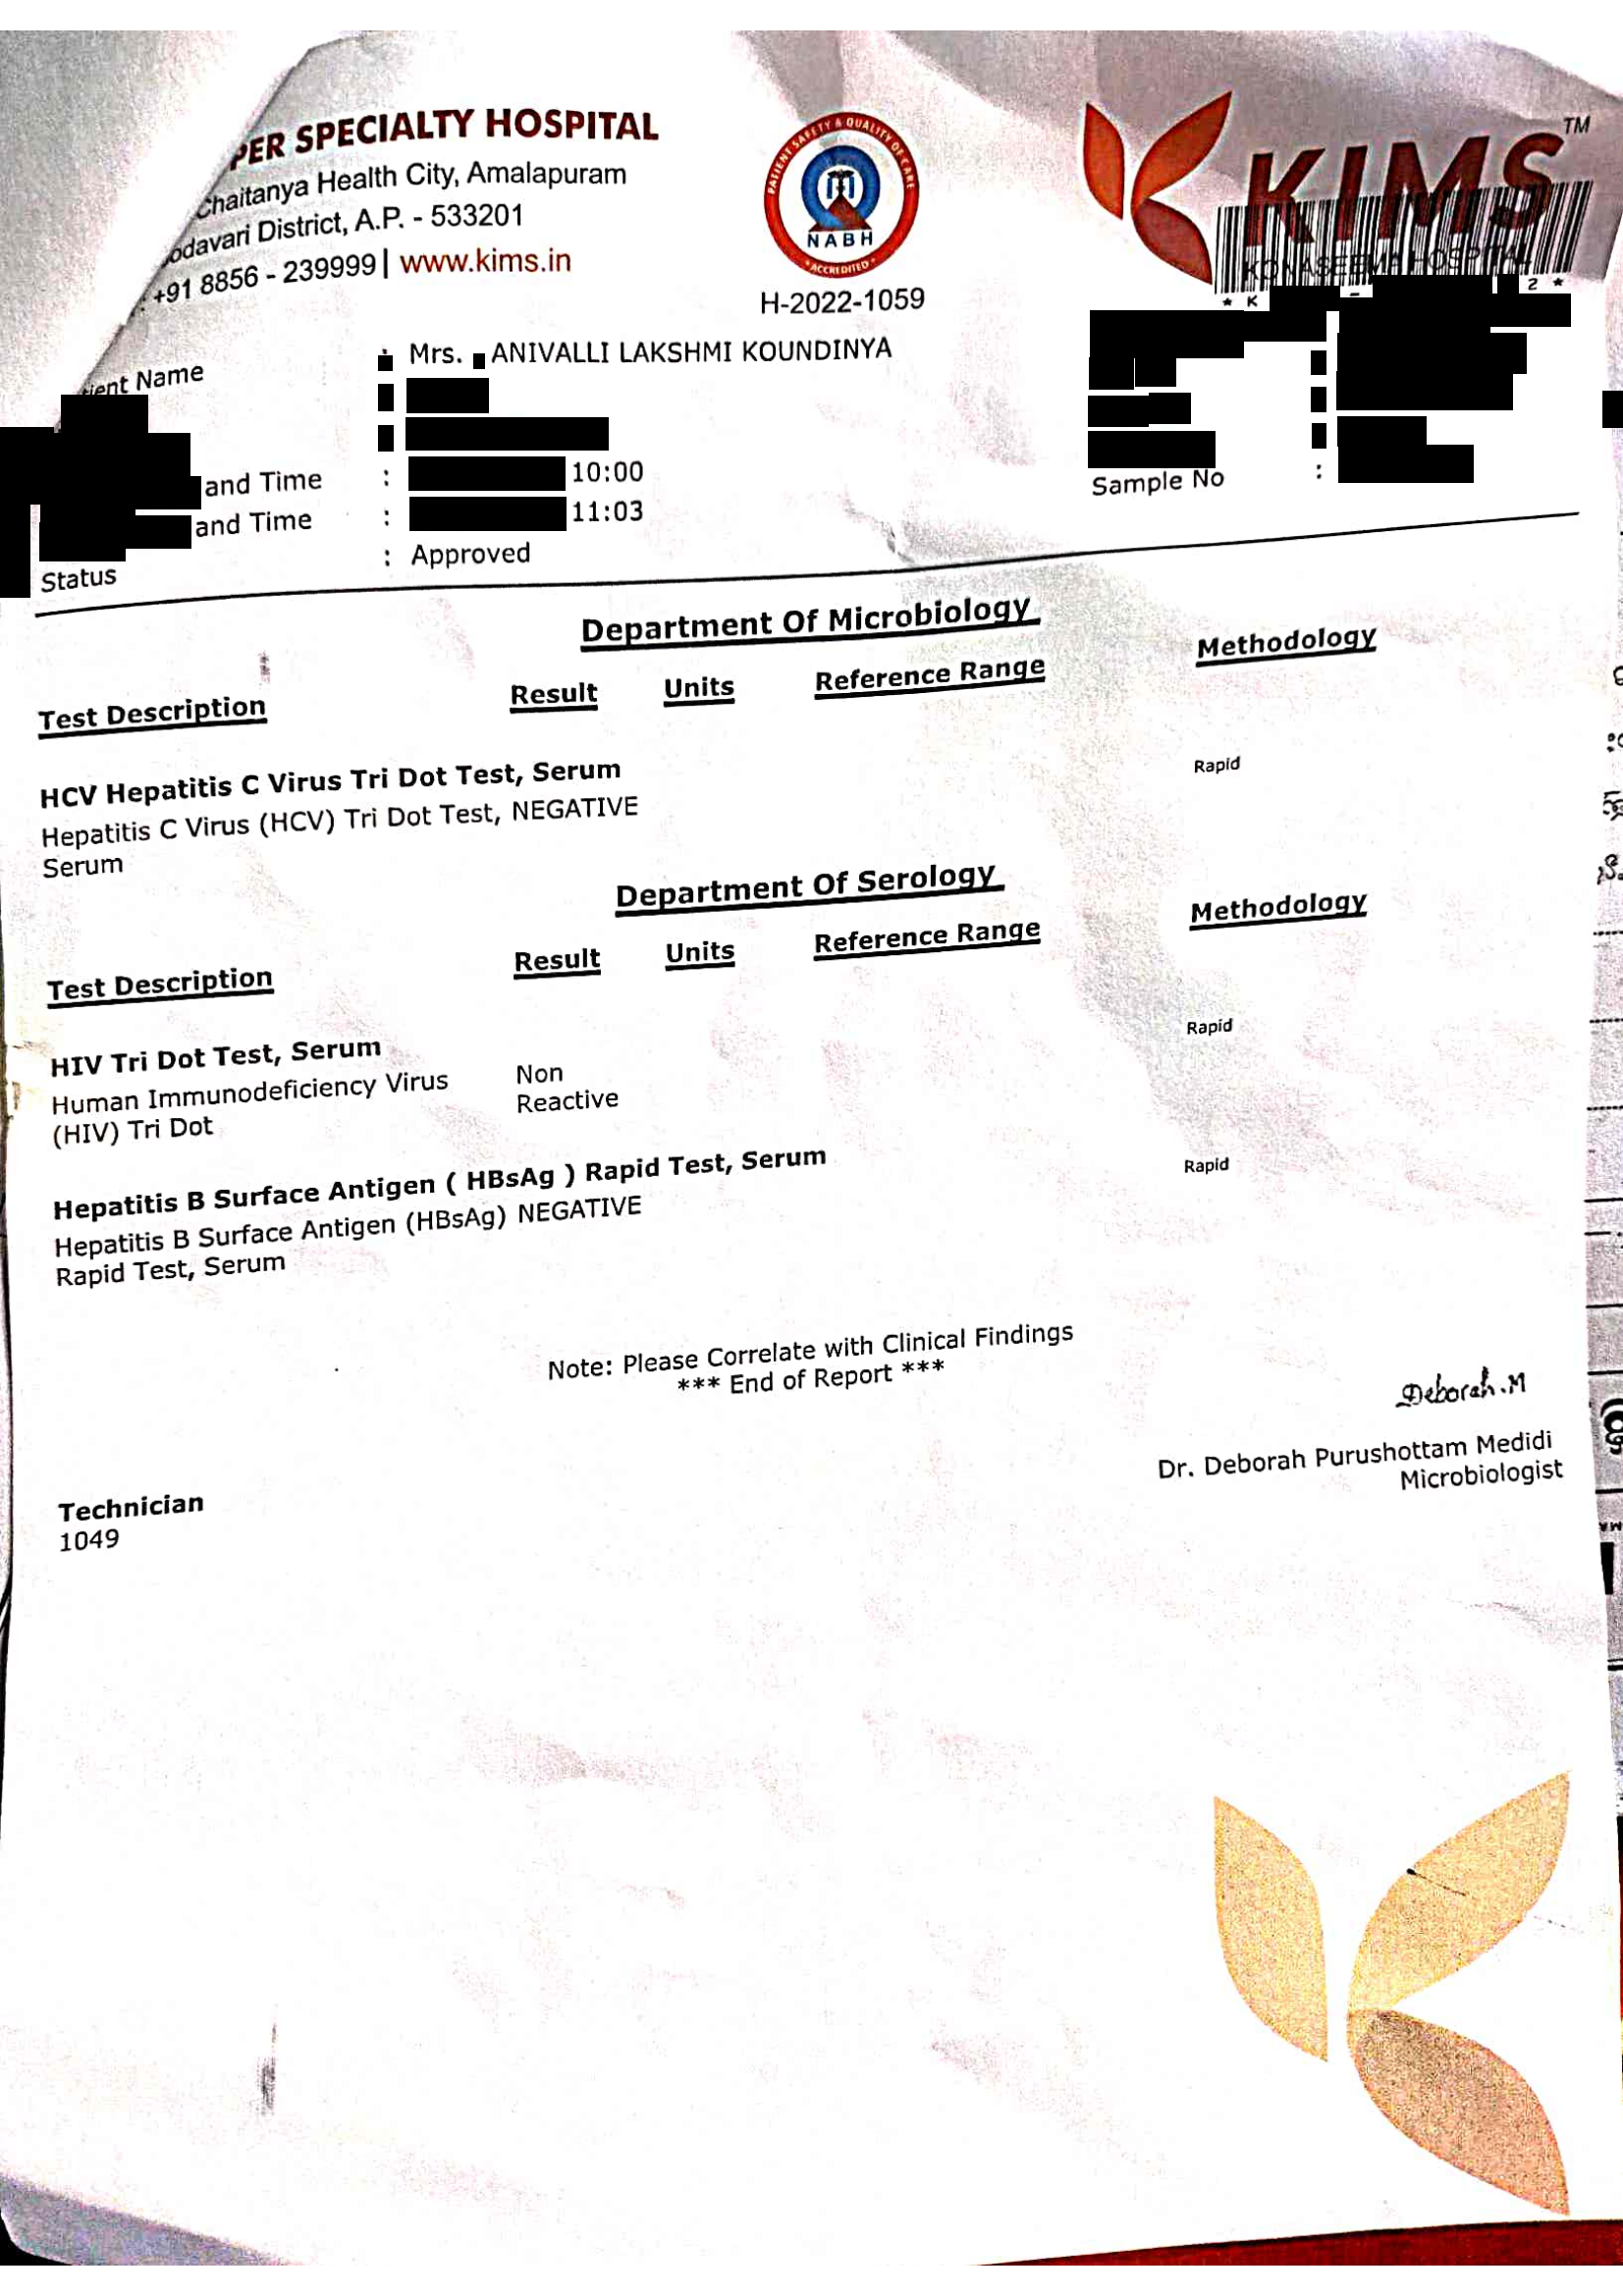 PER SPECIALTY HOSPITAL
Chaitanya Health City, Amalapuram
odavari District, A.P. - 533201
: +91 8856 - 239999 | www.kims.in
PATIENT SAFETY & QUALITY OF CARE
NABH
• ACCREDITED •
H-2022-1059
KIMS TM
KONASEEMA HOSPITAL
* K - 2 *
tient Name : Mrs. ANIVALLI LAKSHMI KOUNDINYA
and Time : 10:00
Sample No :
and Time : 11:03
Status : Approved
Department Of Microbiology
Test Description Result Units Reference Range Methodology
HCV Hepatitis C Virus Tri Dot Test, Serum Rapid
Hepatitis C Virus (HCV) Tri Dot Test, NEGATIVE
Serum
Department Of Serology
Test Description Result Units Reference Range Methodology
HIV Tri Dot Test, Serum Rapid
Human Immunodeficiency Virus Non
(HIV) Tri Dot Reactive
Hepatitis B Surface Antigen ( HBsAg ) Rapid Test, Serum Rapid
Hepatitis B Surface Antigen (HBsAg) NEGATIVE
Rapid Test, Serum
Note: Please Correlate with Clinical Findings
*** End of Report ***
Deborah.M
Dr. Deborah Purushottam Medidi
Microbiologist
Technician
1049